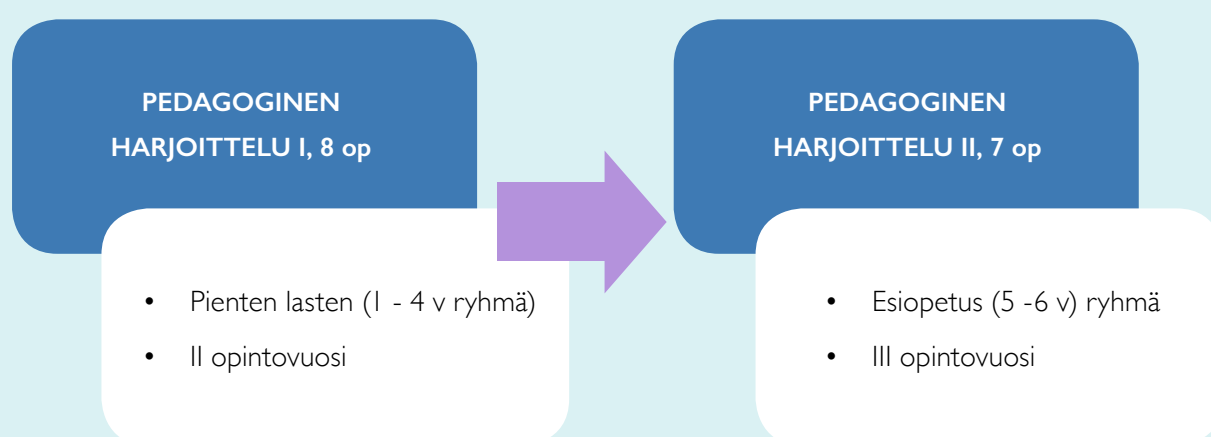 PEDAGOGINEN
HARJOITTELU I, 8 op
• Pienten lasten (1 - 4 v ryhmä)
• II opintovuosi
PEDAGOGINEN
HARJOITTELU II, 7 op
• Esiopetus (5 -6 v) ryhmä
• III opintovuosi